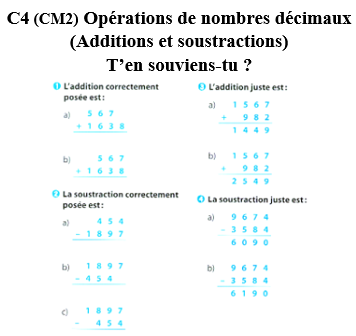 C4 (CM2) Opérations de nombres décimaux
(Additions et soustractions)
T'en souviens-tu ?
1 L'addition correctement
posée est:
a) 5 6 7
+ 1 6 3 8
b) 5 6 7
+ 1 6 3 8
2 La soustraction correctement
posée est:
a) 4 5 4
- 1 8 9 7
b) 1 8 9 7
- 4 5 4
c) 1 8 9 7
- 4 5 4
3 L'addition juste est:
a) 1 5 6 7
+ 9 8 2
1 4 4 9
b) 1 5 6 7
+ 9 8 2
2 5 4 9
4 La soustraction juste est:
a) 9 6 7 4
- 3 5 8 4
6 0 9 0
b) 9 6 7 4
- 3 5 8 4
6 1 9 0